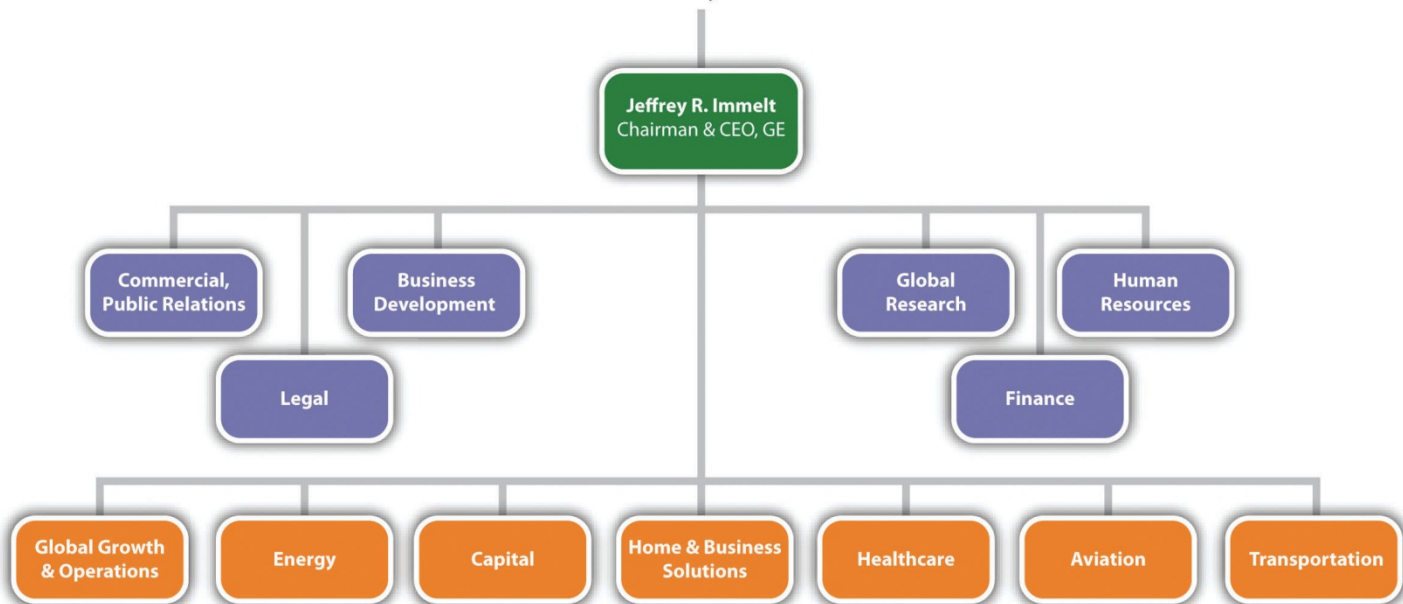 Jeffrey R. Immelt
Chairman & CEO, GE
Commercial,
Public Relations
Business
Development
Global
Research
Human
Resources
Legal
Finance
Global Growth
& Operations
Energy
Capital
Home & Business
Solutions
Healthcare
Aviation
Transportation